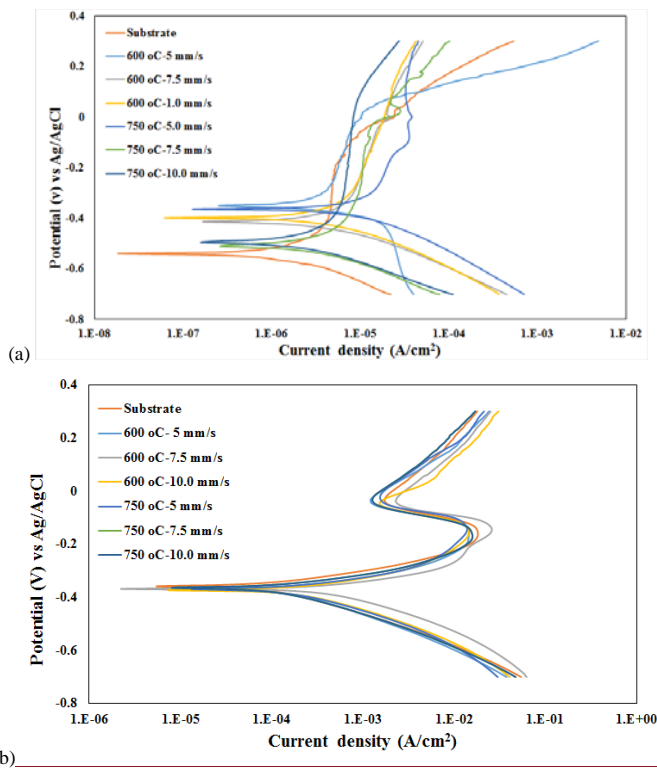 0.4
Substrate
600 oC-5 mm/s
600 oC-7.5 mm/s
600 oC-1.0 mm/s
750 oC-5.0 mm/s
750 oC-7.5 mm/s
750 oC-10.0 mm/s
0.2
0
-0.2
-0.4
-0.6
-0.8
Potential (v) vs Ag/AgCl
1.E-08 1.E-07 1.E-06 1.E-05 1.E-04 1.E-03 1.E-02
Current density (A/cm²)
(a)
0.4
Substrate
600 oC- 5 mm/s
600 oC-7.5 mm/s
600 oC-10.0 mm/s
750 oC-5 mm/s
750 oC-7.5 mm/s
750 oC-10.0 mm/s
0.2
0
-0.2
-0.4
-0.6
-0.8
Potential (V) vs Ag/AgCl
1.E-06 1.E-05 1.E-04 1.E-03 1.E-02 1.E-01 1.E+00
Current density (A/cm²)
b)